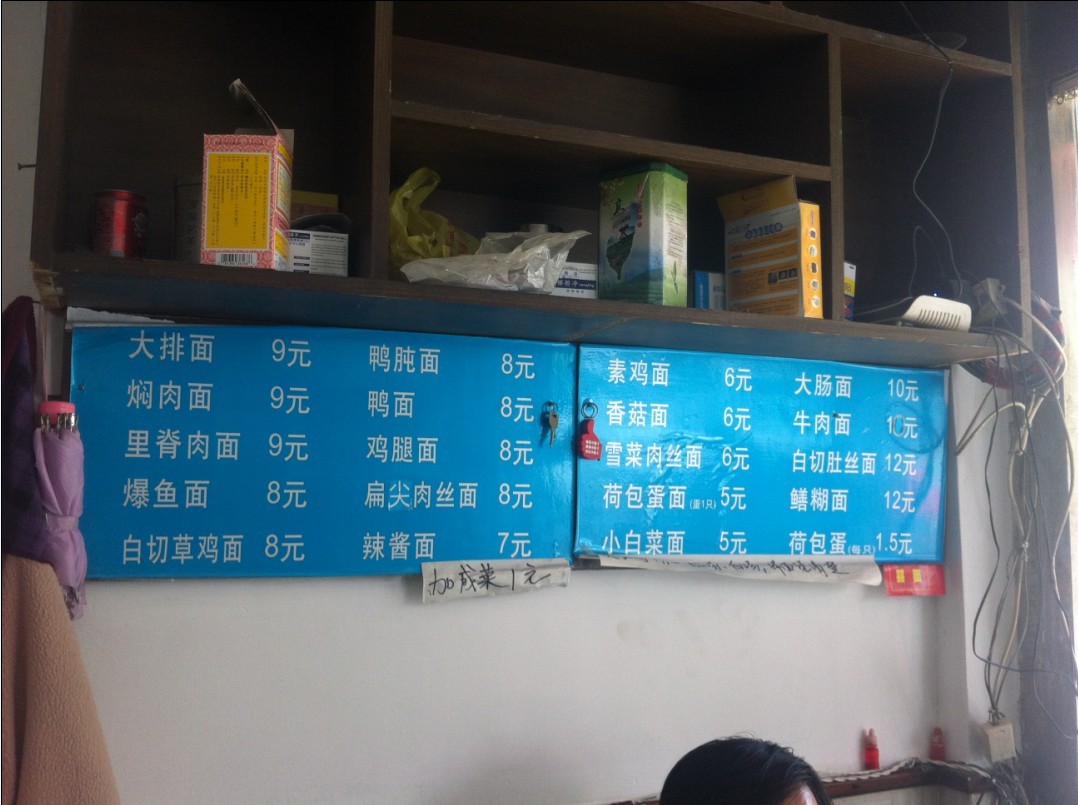 大排面 9元
焖肉面 9元
里脊肉面 9元
爆鱼面 8元
白切草鸡面 8元
鸭肫面 8元
鸭面 8元
鸡腿面 8元
扁尖肉丝面 8元
辣酱面 7元
加咸菜1元
素鸡面 6元
香菇面 6元
雪菜肉丝面 6元
荷包蛋面(蛋1只) 5元
小白菜面 5元
大肠面 10元
牛肉面 10元
白切肚丝面 12元
鳝糊面 12元
荷包蛋(每只) 1.5元